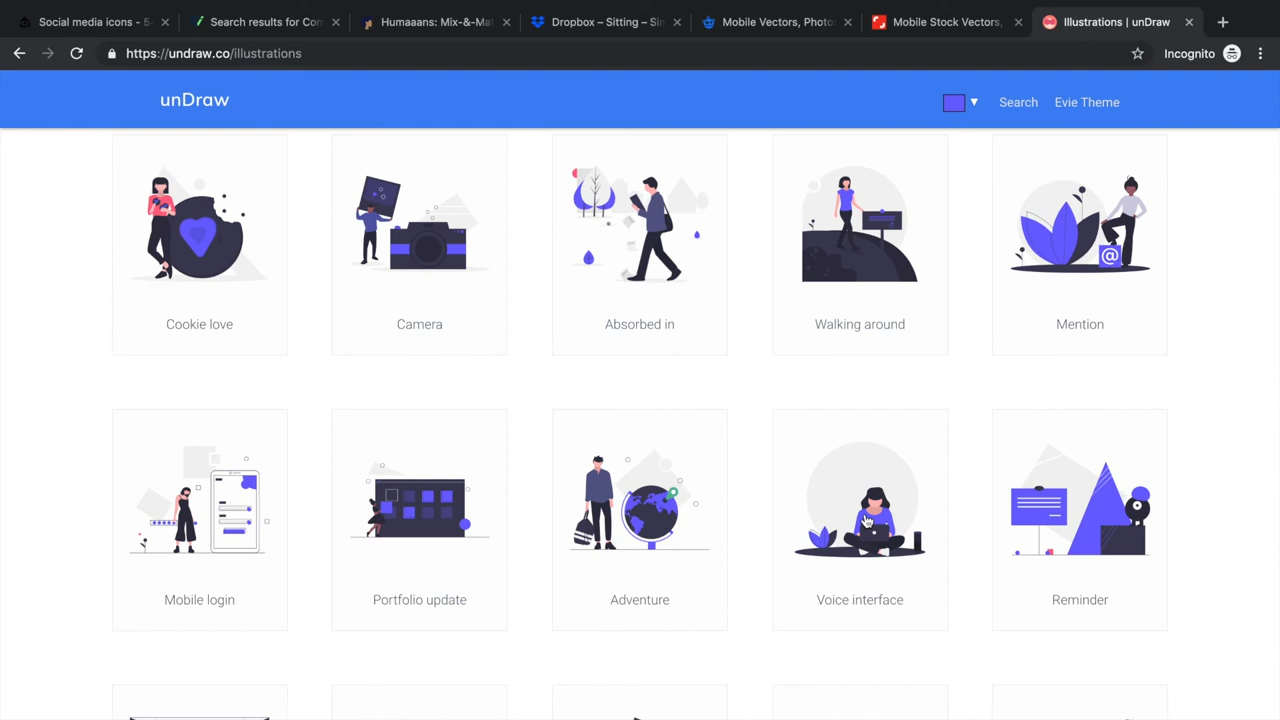 Social media icons - 5
Search results for Com
Humaaans: Mix-&-Mat
Dropbox – Sitting – Sin
Mobile Vectors, Photo
Mobile Stock Vectors,
Illustrations | unDraw
https://undraw.co/illustrations
Incognito
unDraw
Search
Evie Theme
Cookie love
Camera
Absorbed in
Walking around
Mention
@
Mobile login
Portfolio update
Adventure
Voice interface
Reminder